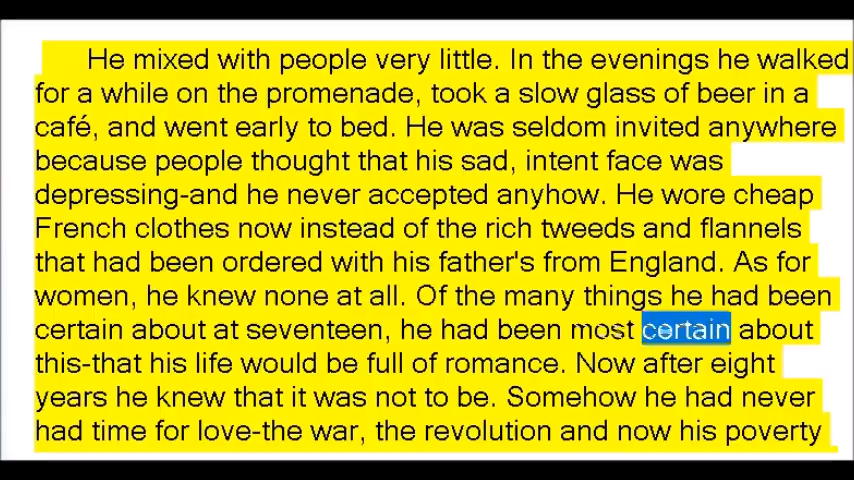 He mixed with people very little. In the evenings he walked
for a while on the promenade, took a slow glass of beer in a
café, and went early to bed. He was seldom invited anywhere
because people thought that his sad, intent face was
depressing-and he never accepted anyhow. He wore cheap
French clothes now instead of the rich tweeds and flannels
that had been ordered with his father's from England. As for
women, he knew none at all. Of the many things he had been
certain about at seventeen, he had been most certain about
this-that his life would be full of romance. Now after eight
years he knew that it was not to be. Somehow he had never
had time for love-the war, the revolution and now his poverty